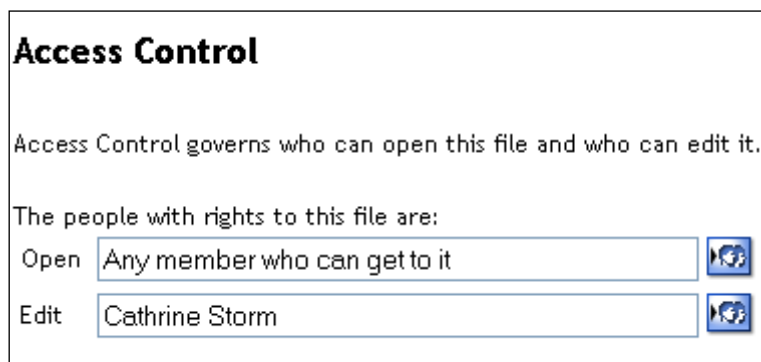 Access Control
Access Control governs who can open this file and who can edit it.
The people with rights to this file are:
Open Any member who can get to it
Edit Cathrine Storm